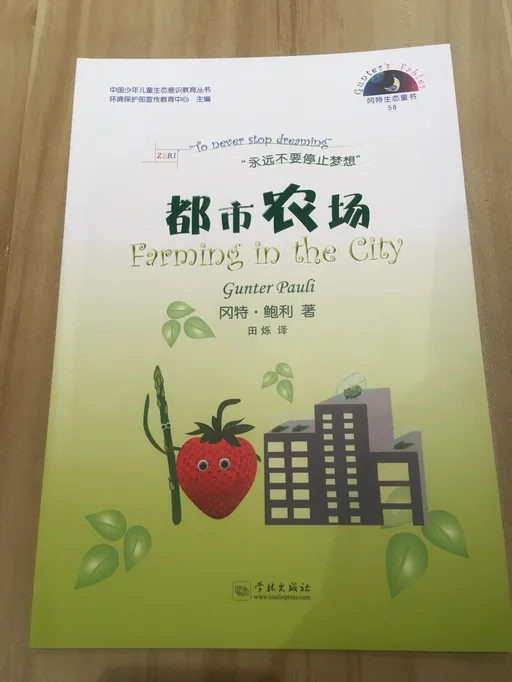 中国少年儿童生态意识教育丛书
环境保护部宣传教育中心 主编
Gunter's Fables
冈特生态童书
58
ZERI
"To never stop dreaming"
"永远不要停止梦想"
都市农场
Farming in the City
Gunter Pauli
冈特·鲍利 著
田烁 译
学林出版社
www.xuelinpress.com